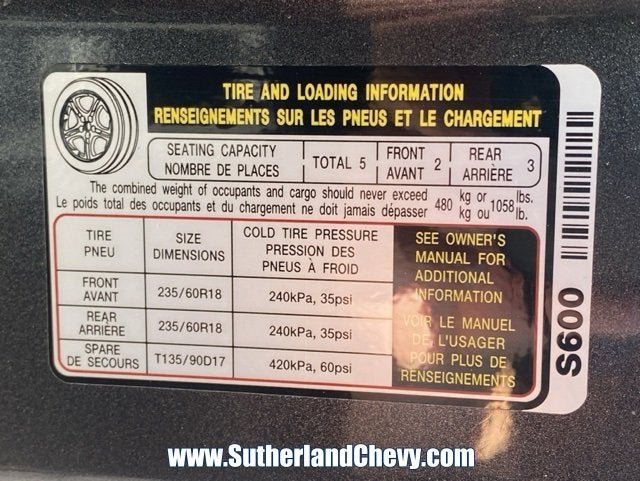 TIRE AND LOADING INFORMATION
RENSEIGNEMENTS SUR LES PNEUS ET LE CHARGEMENT
SEATING CAPACITY
NOMBRE DE PLACES
TOTAL 5
FRONT
AVANT 2
REAR
ARRIÈRE 3
The combined weight of occupants and cargo should never exceed 480 kg or 1058 lbs.
Le poids total des occupants et du chargement ne doit jamais dépasser kg ou lb.
TIRE
PNEU
SIZE
DIMENSIONS
COLD TIRE PRESSURE
PRESSION DES
PNEUS À FROID
FRONT
AVANT
235/60R18
240kPa, 35psi
REAR
ARRIÈRE
235/60R18
240kPa, 35psi
SPARE
DE SECOURS
T135/90D17
420kPa, 60psi
SEE OWNER'S
MANUAL FOR
ADDITIONAL
INFORMATION
VOIR LE MANUEL
DE L'USAGER
POUR PLUS DE
RENSEIGNEMENTS
S600
www.SutherlandChevy.com